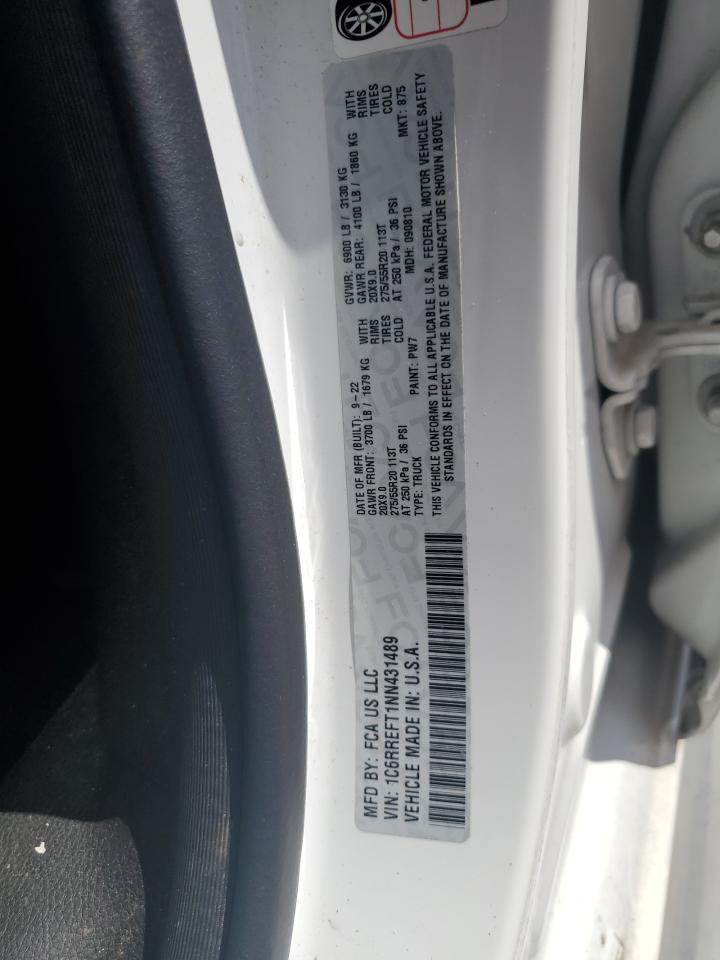 MFD BY: FCA US LLC
VIN: 1C6RREFT1NN431489
VEHICLE MADE IN: U.S.A.
DATE OF MFR (BUILT): 9-22
GVWR: 6900 LB / 3130 KG
GAWR FRONT: 3700 LB / 1679 KG WITH
GAWR REAR: 4100 LB / 1860 KG WITH
20X9.0 RIMS
20X9.0 RIMS
275/55R20 113T TIRES
275/55R20 113T TIRES
AT 250 kPa / 36 PSI COLD
AT 250 kPa / 36 PSI COLD
TYPE: TRUCK PAINT: PW7 MDH: 090810 MKT: 875
THIS VEHICLE CONFORMS TO ALL APPLICABLE U.S.A. FEDERAL MOTOR VEHICLE SAFETY
STANDARDS IN EFFECT ON THE DATE OF MANUFACTURE SHOWN ABOVE.